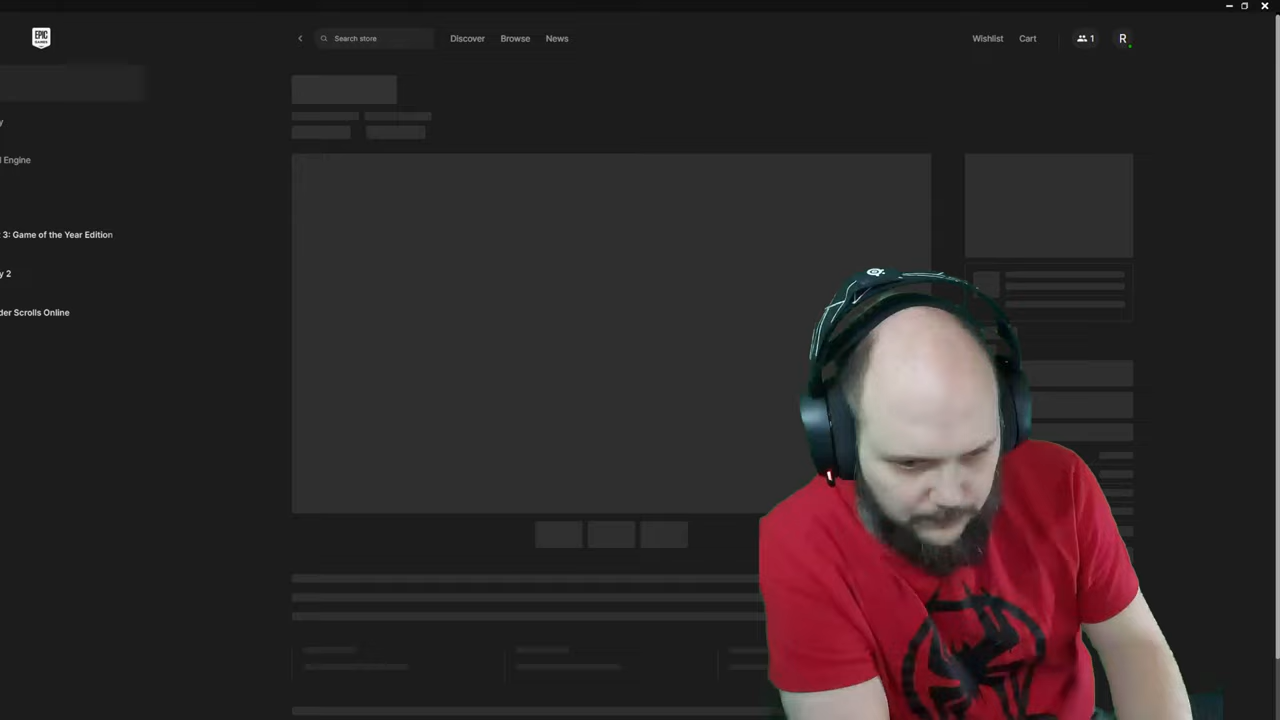 EPIC GAMES
Search store
Discover
Browse
News
Wishlist
Cart
1
R
y
l Engine
3: Game of the Year Edition
y 2
der Scrolls Online